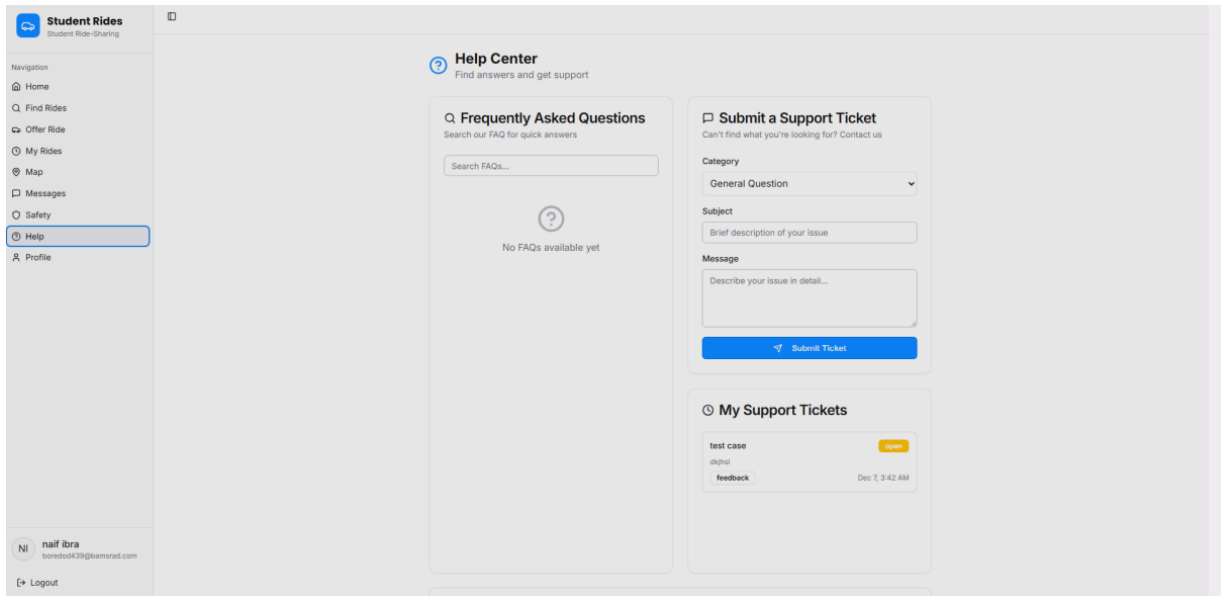 Student Rides
Student Ride-Sharing
Navigation
Home
Find Rides
Offer Ride
My Rides
Map
Messages
Safety
Help
Profile
NI
naif ibra
boredod439@bamsrad.com
Logout
Help Center
Find answers and get support
Frequently Asked Questions
Search our FAQ for quick answers
Search FAQs...
No FAQs available yet
Submit a Support Ticket
Can't find what you're looking for? Contact us
Category
General Question
Subject
Brief description of your issue
Message
Describe your issue in detail...
Submit Ticket
My Support Tickets
test case
open
dkjhsl
feedback
Dec 7, 3:42 AM